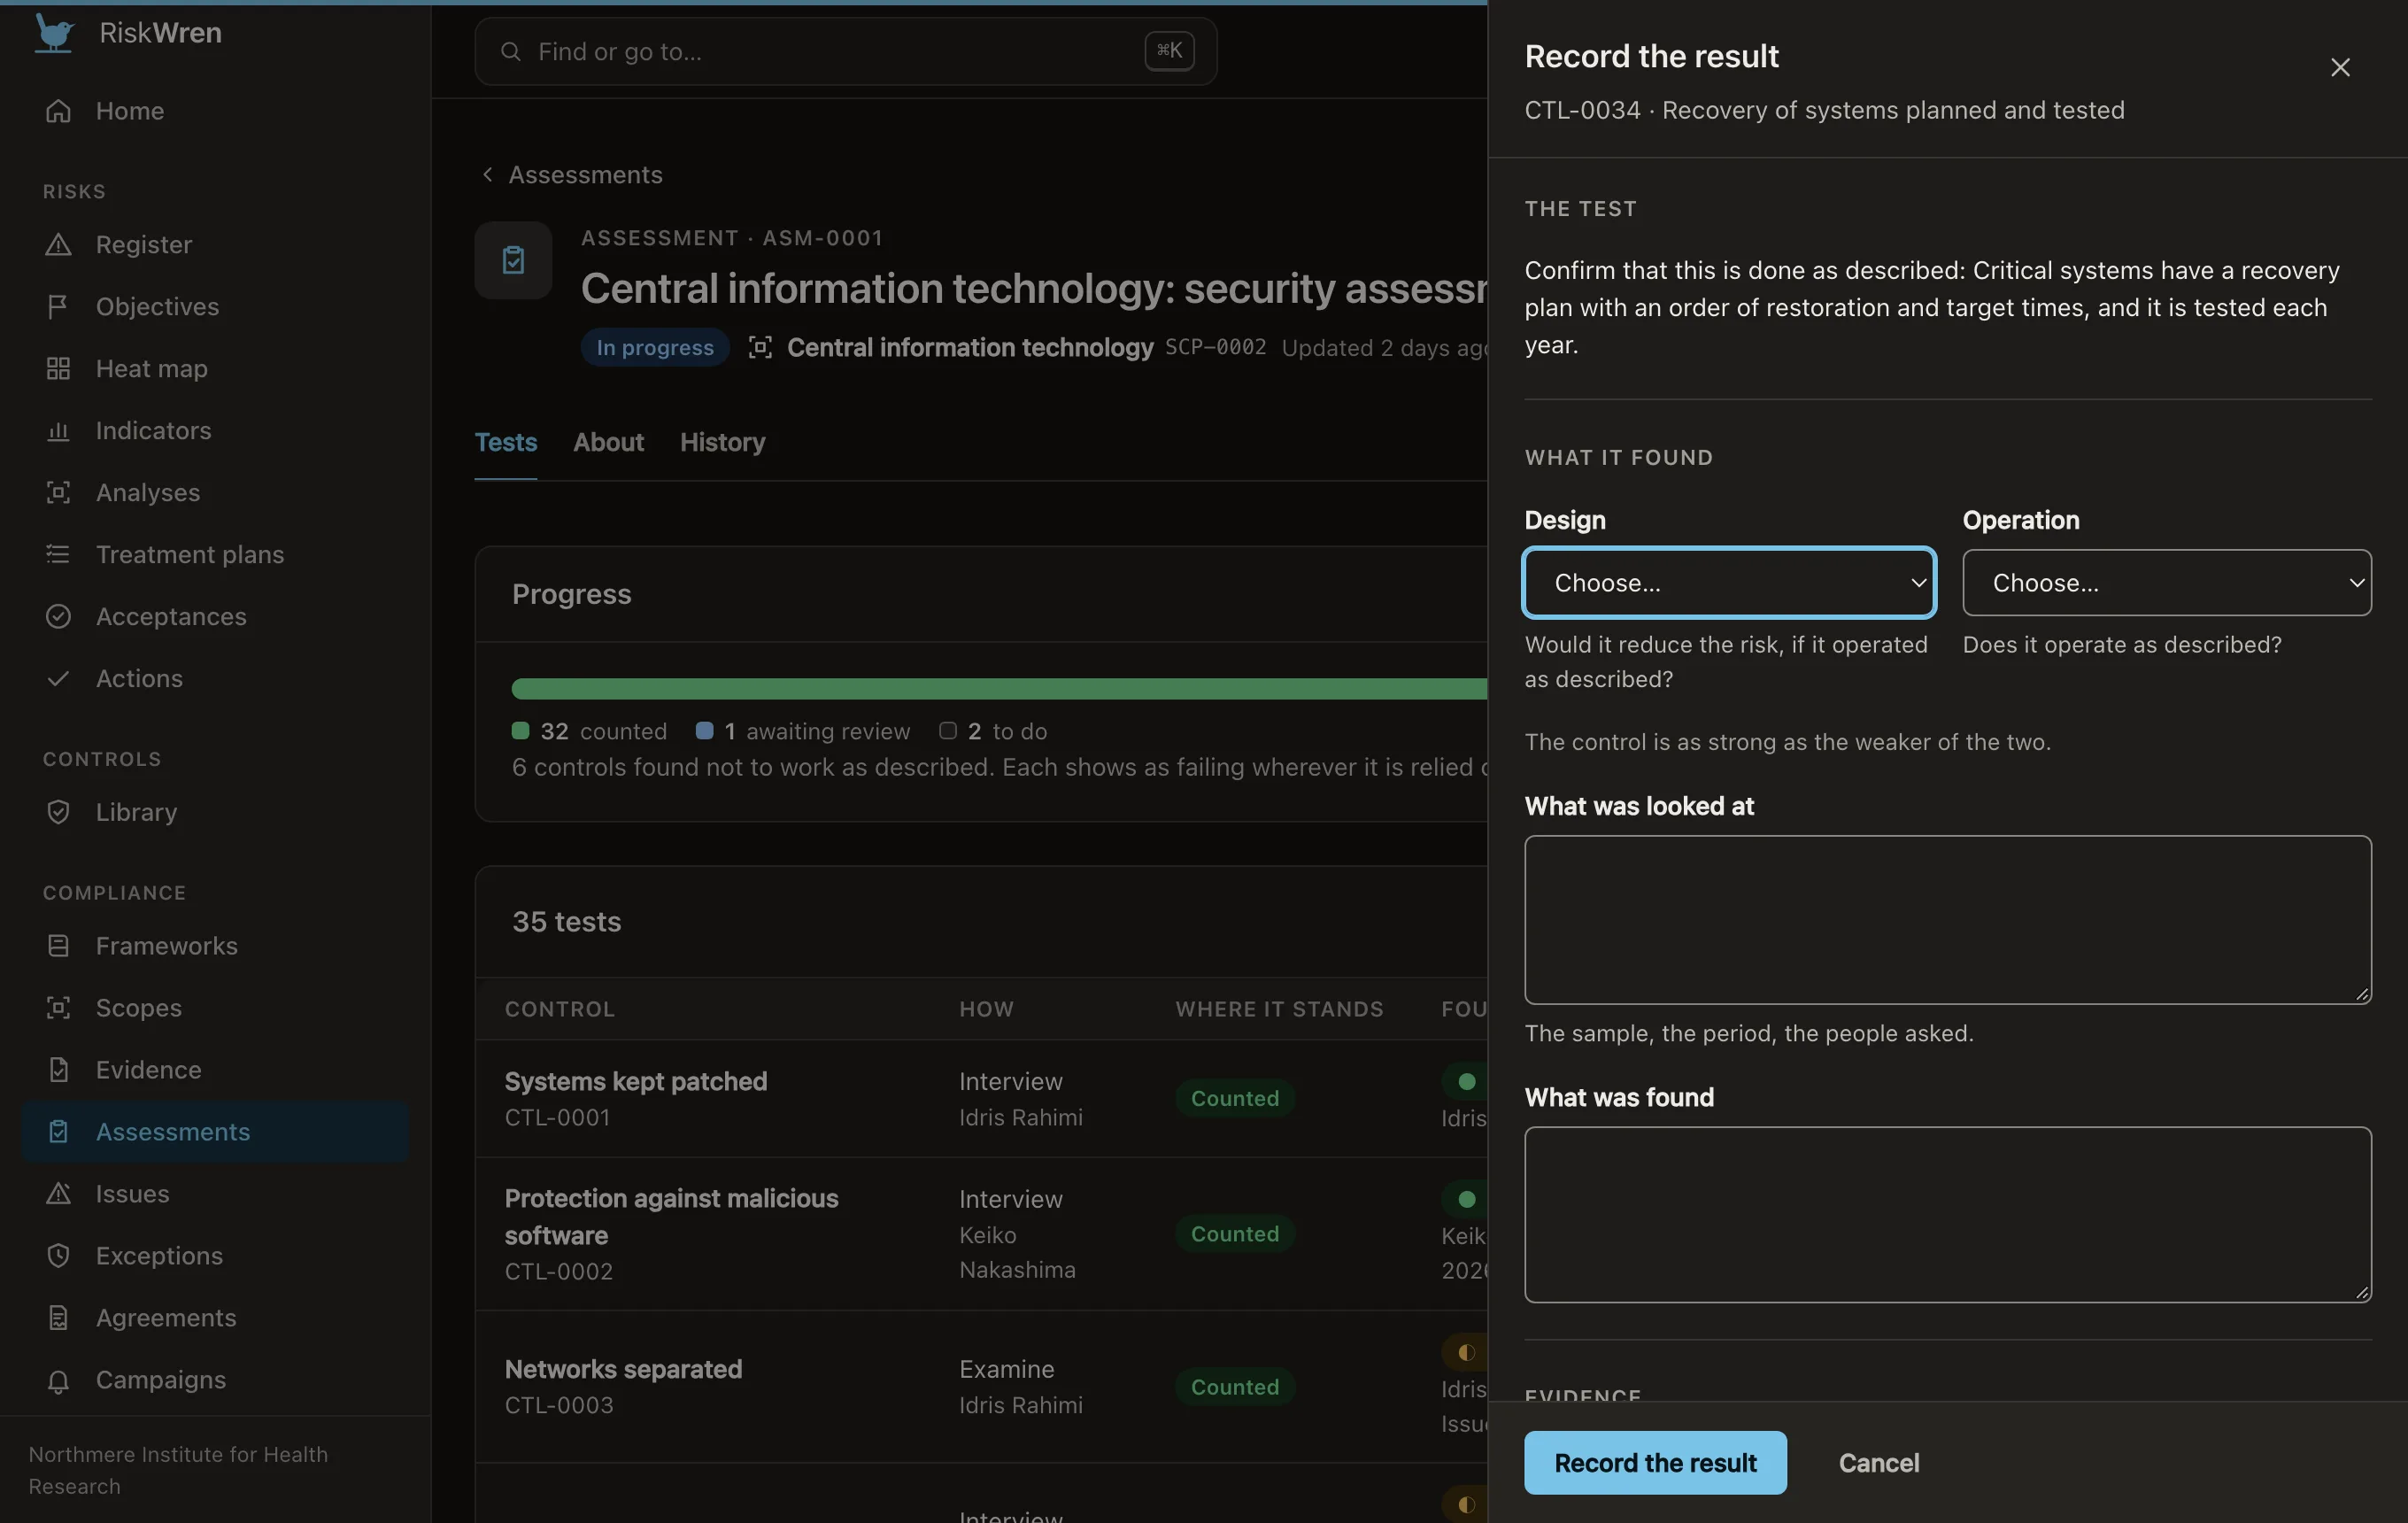 RiskWren
Home
RISKS
Register
Objectives
Heat map
Indicators
Analyses
Treatment plans
Acceptances
Actions
CONTROLS
Library
COMPLIANCE
Frameworks
Scopes
Evidence
Assessments
Issues
Exceptions
Agreements
Campaigns
Northmere Institute for Health
Research
Find or go to...
⌘K
Assessments
ASSESSMENT · ASM-0001
Central information technology: security assessm
In progress
Central information technology SCP-0002 Updated 2 days ago
Tests About History
Progress
32 counted 1 awaiting review 2 to do
6 controls found not to work as described. Each shows as failing wherever it is relied
35 tests
CONTROL HOW WHERE IT STANDS FOU
Systems kept patched
CTL-0001
Interview
Idris Rahimi
Counted
Idris
Protection against malicious
software
CTL-0002
Interview
Keiko
Nakashima
Counted
Keik
202
Networks separated
CTL-0003
Examine
Idris Rahimi
Counted
Idris
Issue
Interview
Record the result
CTL-0034 · Recovery of systems planned and tested
THE TEST
Confirm that this is done as described: Critical systems have a recovery
plan with an order of restoration and target times, and it is tested each
year.
WHAT IT FOUND
Design
Choose...
Would it reduce the risk, if it operated
as described?
Operation
Choose...
Does it operate as described?
The control is as strong as the weaker of the two.
What was looked at
The sample, the period, the people asked.
What was found
EVIDENCE
Record the result Cancel